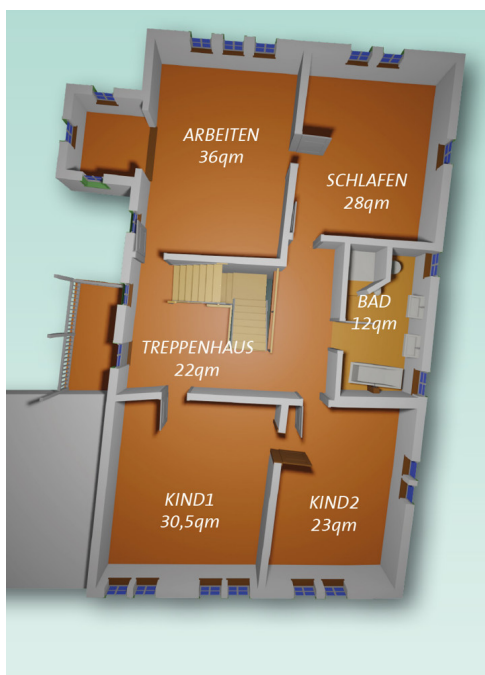 ARBEITEN
36qm
SCHLAFEN
28qm
BAD
12qm
TREPPENHAUS
22qm
KIND1
30,5qm
KIND2
23qm